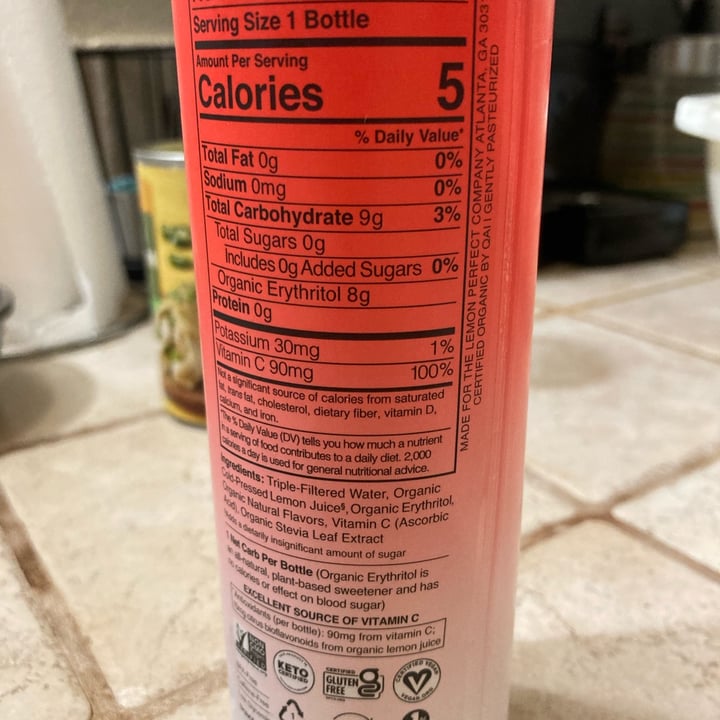 Serving Size 1 Bottle
Amount Per Serving
Calories 5
% Daily Value*
Total Fat 0g 0%
Sodium 0mg 0%
Total Carbohydrate 9g 3%
Total Sugars 0g
Includes 0g Added Sugars 0%
Organic Erythritol 8g
Protein 0g
Potassium 30mg 1%
Vitamin C 90mg 100%
Not a significant source of calories from saturated
fat, trans fat, cholesterol, dietary fiber, vitamin D,
calcium, and iron.
*The % Daily Value (DV) tells you how much a nutrient
in a serving of food contributes to a daily diet. 2,000
calories a day is used for general nutritional advice.
Ingredients: Triple-Filtered Water, Organic
Cold-Pressed Lemon Juice§, Organic Erythritol,
Organic Natural Flavors, Vitamin C (Ascorbic
Acid), Organic Stevia Leaf Extract
adds a dietarily insignificant amount of sugar
1 Net Carb Per Bottle (Organic Erythritol is
an all-natural, plant-based sweetener and has
no calories or effect on blood sugar)
EXCELLENT SOURCE OF VITAMIN C
Antioxidants (per bottle): 90mg from vitamin C;
citrus bioflavonoids from organic lemon juice
KETO
CERTIFIED
CERTIFIED
GLUTEN
FREE
CERTIFIED VEGAN
VEGAN.ORG
MADE FOR THE LEMON PERFECT COMPANY ATLANTA, GA 303
CERTIFIED ORGANIC BY QAI | GENTLY PASTEURIZED